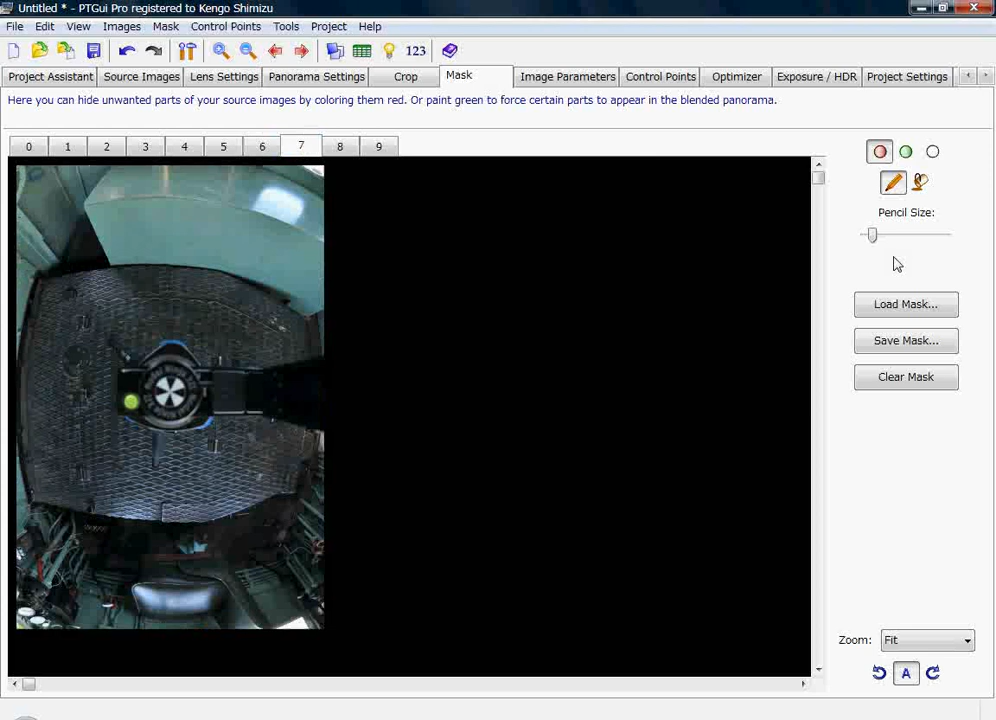 Untitled * - PTGui Pro registered to Kengo Shimizu
File Edit View Images Mask Control Points Tools Project Help
123
Project Assistant Source Images Lens Settings Panorama Settings Crop Mask Image Parameters Control Points Optimizer Exposure / HDR Project Settings
Here you can hide unwanted parts of your source images by coloring them red. Or paint green to force certain parts to appear in the blended panorama.
0 1 2 3 4 5 6 7 8 9
Pencil Size:
Load Mask...
Save Mask...
Clear Mask
Zoom: Fit
A